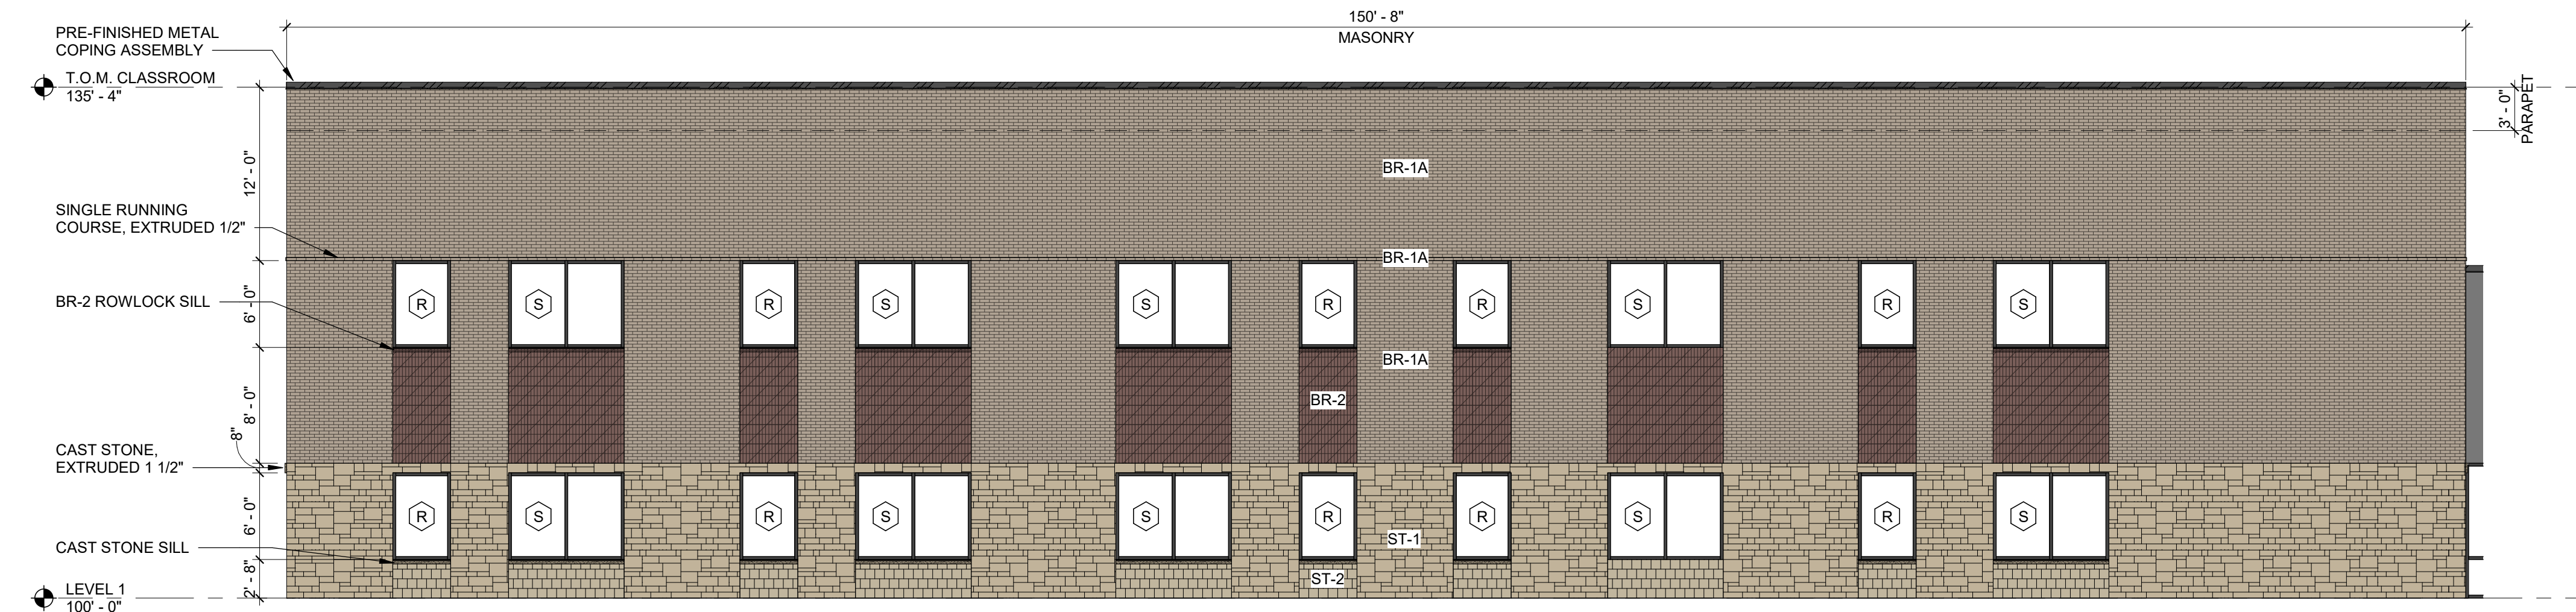 150' - 8"
MASONRY
PRE-FINISHED METAL
COPING ASSEMBLY
T.O.M. CLASSROOM
135' - 4"
3' - 0"
PARAPET
12' - 0"
BR-1A
SINGLE RUNNING
COURSE, EXTRUDED 1/2"
BR-1A
BR-2 ROWLOCK SILL
6' - 0"
R S R S S R R S R S
BR-1A
8' - 0"
BR-2
8"
CAST STONE,
EXTRUDED 1 1/2"
6' - 0"
R S R S S R R S R S
ST-1
CAST STONE SILL
2' - 8"
ST-2
LEVEL 1
100' - 0"